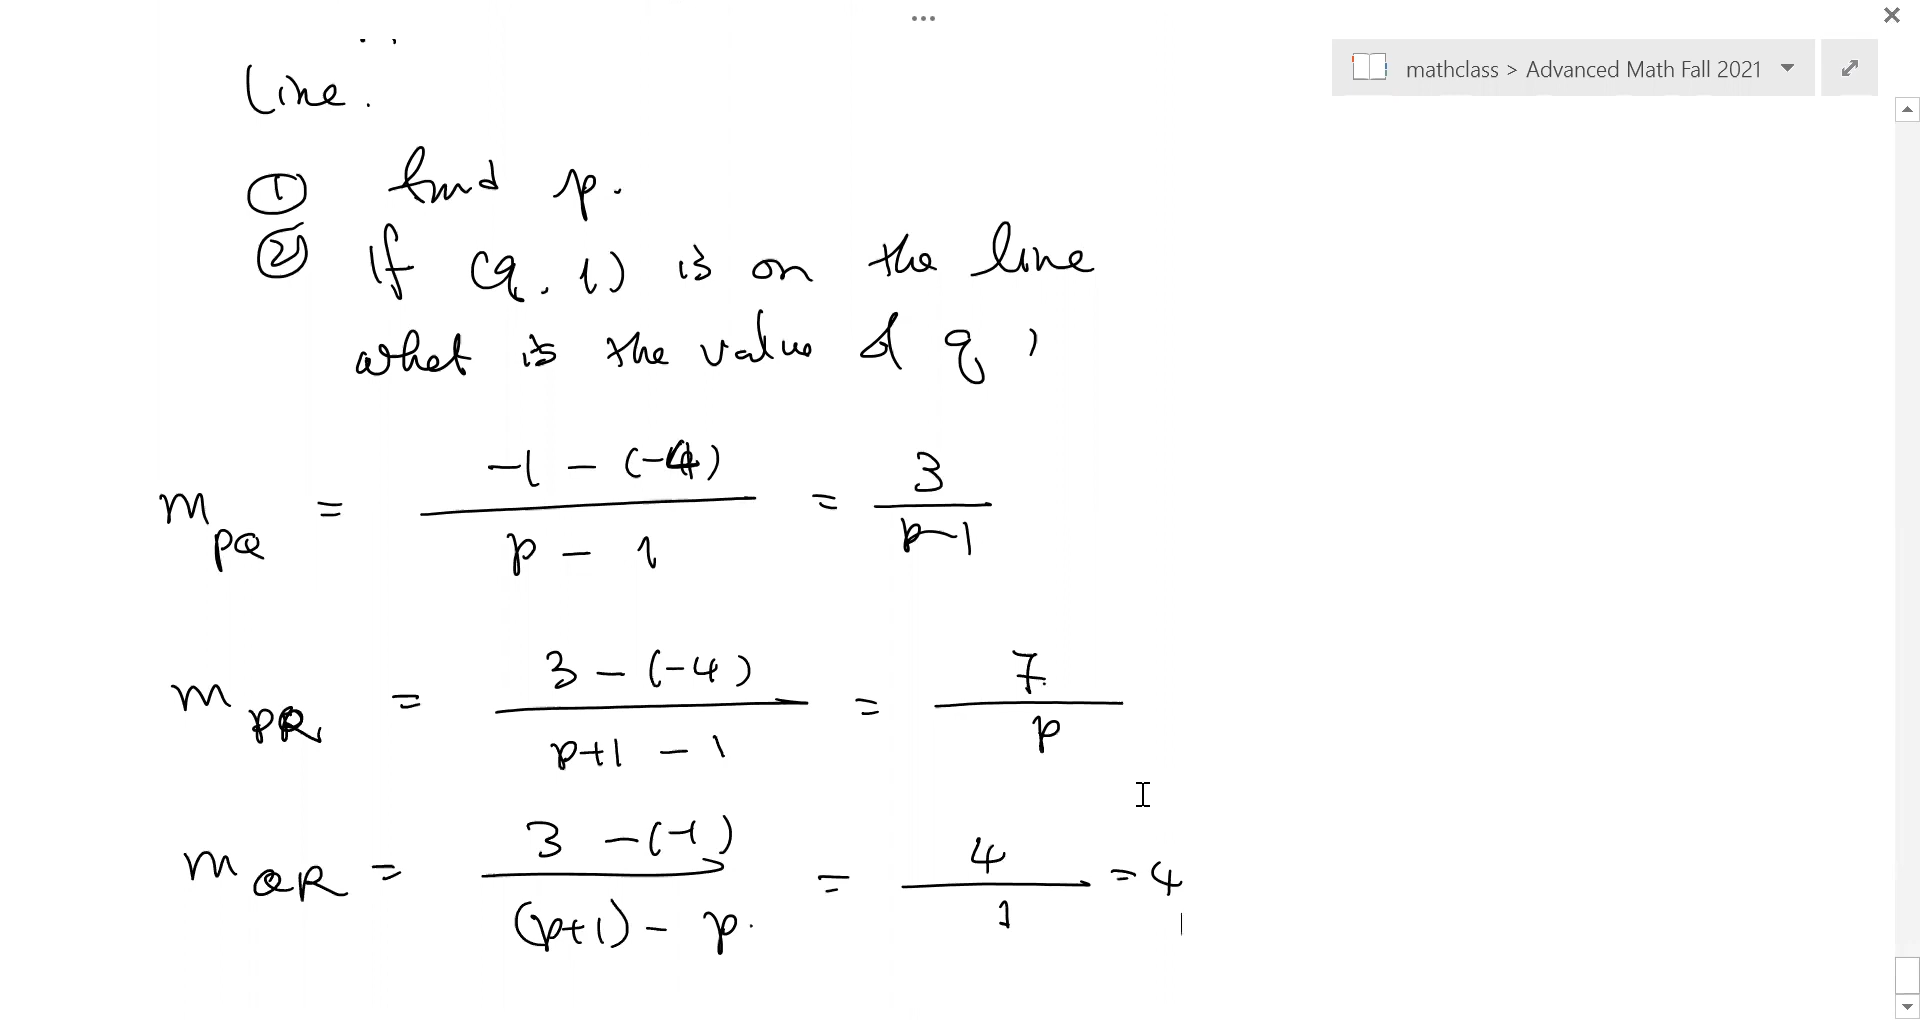 ...
mathclass > Advanced Math Fall 2021
line.
① find p.
② If (q, 1) is on the line
what is the value of q ?
m_PQ = (-1 - (-4)) / (p - 1) = 3 / (p-1)
m_PR = (3 - (-4)) / (p+1 - 1) = 7 / p
m_QR = (3 - (-1)) / ((p+1) - p) = 4 / 1 = 4